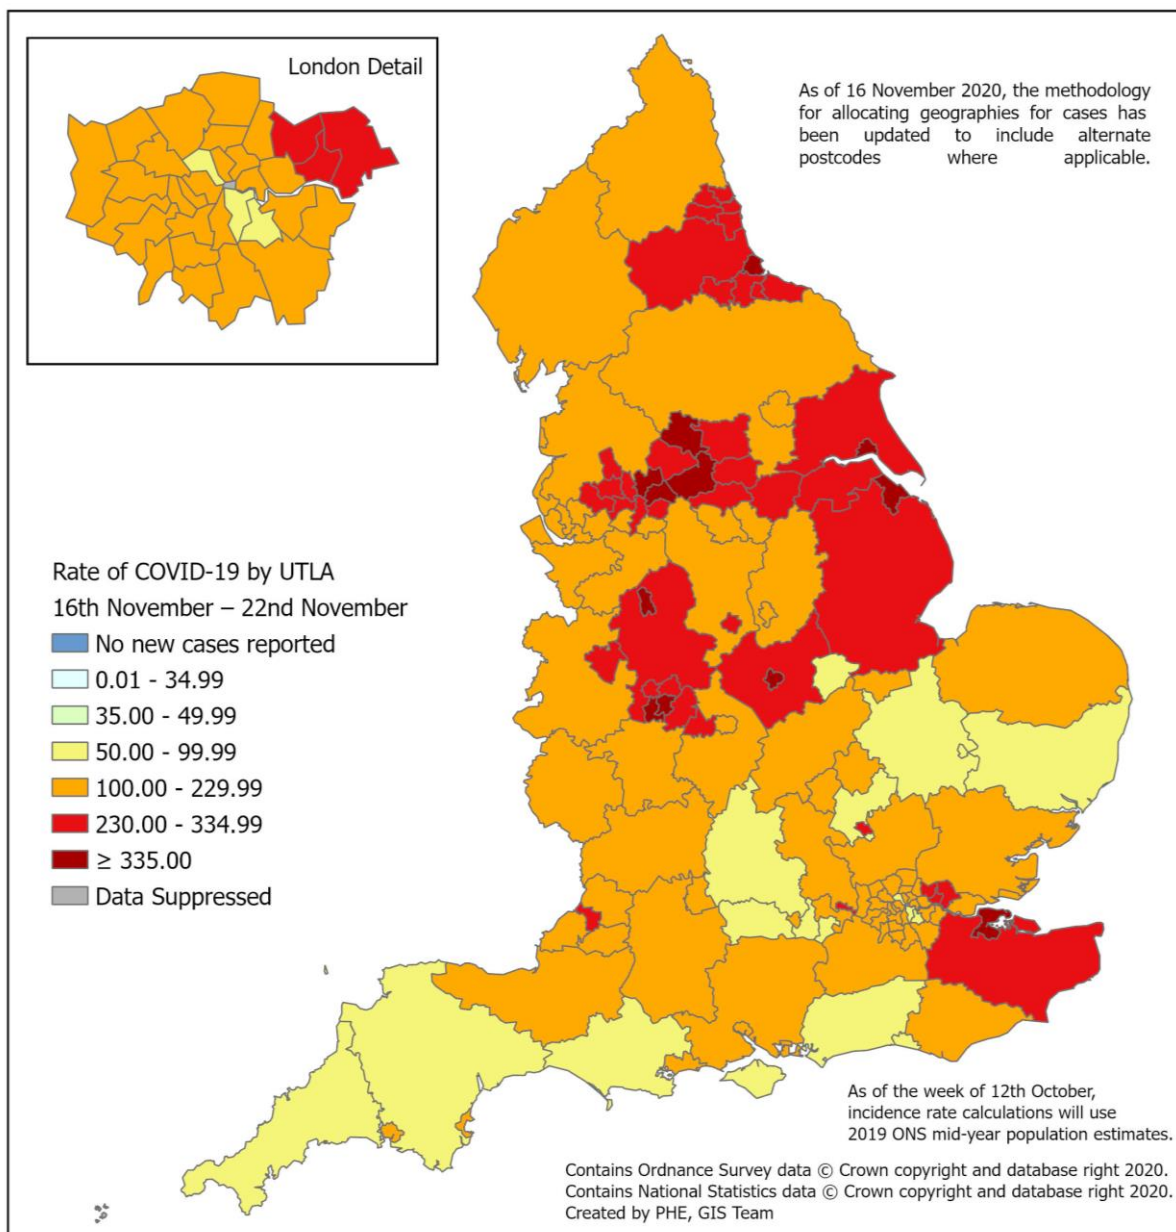 London Detail
As of 16 November 2020, the methodology
for allocating geographies for cases has
been updated to include alternate
postcodes where applicable.
Rate of COVID-19 by UTLA
16th November – 22nd November
No new cases reported
0.01 - 34.99
35.00 - 49.99
50.00 - 99.99
100.00 - 229.99
230.00 - 334.99
≥ 335.00
Data Suppressed
As of the week of 12th October,
incidence rate calculations will use
2019 ONS mid-year population estimates.
Contains Ordnance Survey data © Crown copyright and database right 2020.
Contains National Statistics data © Crown copyright and database right 2020.
Created by PHE, GIS Team